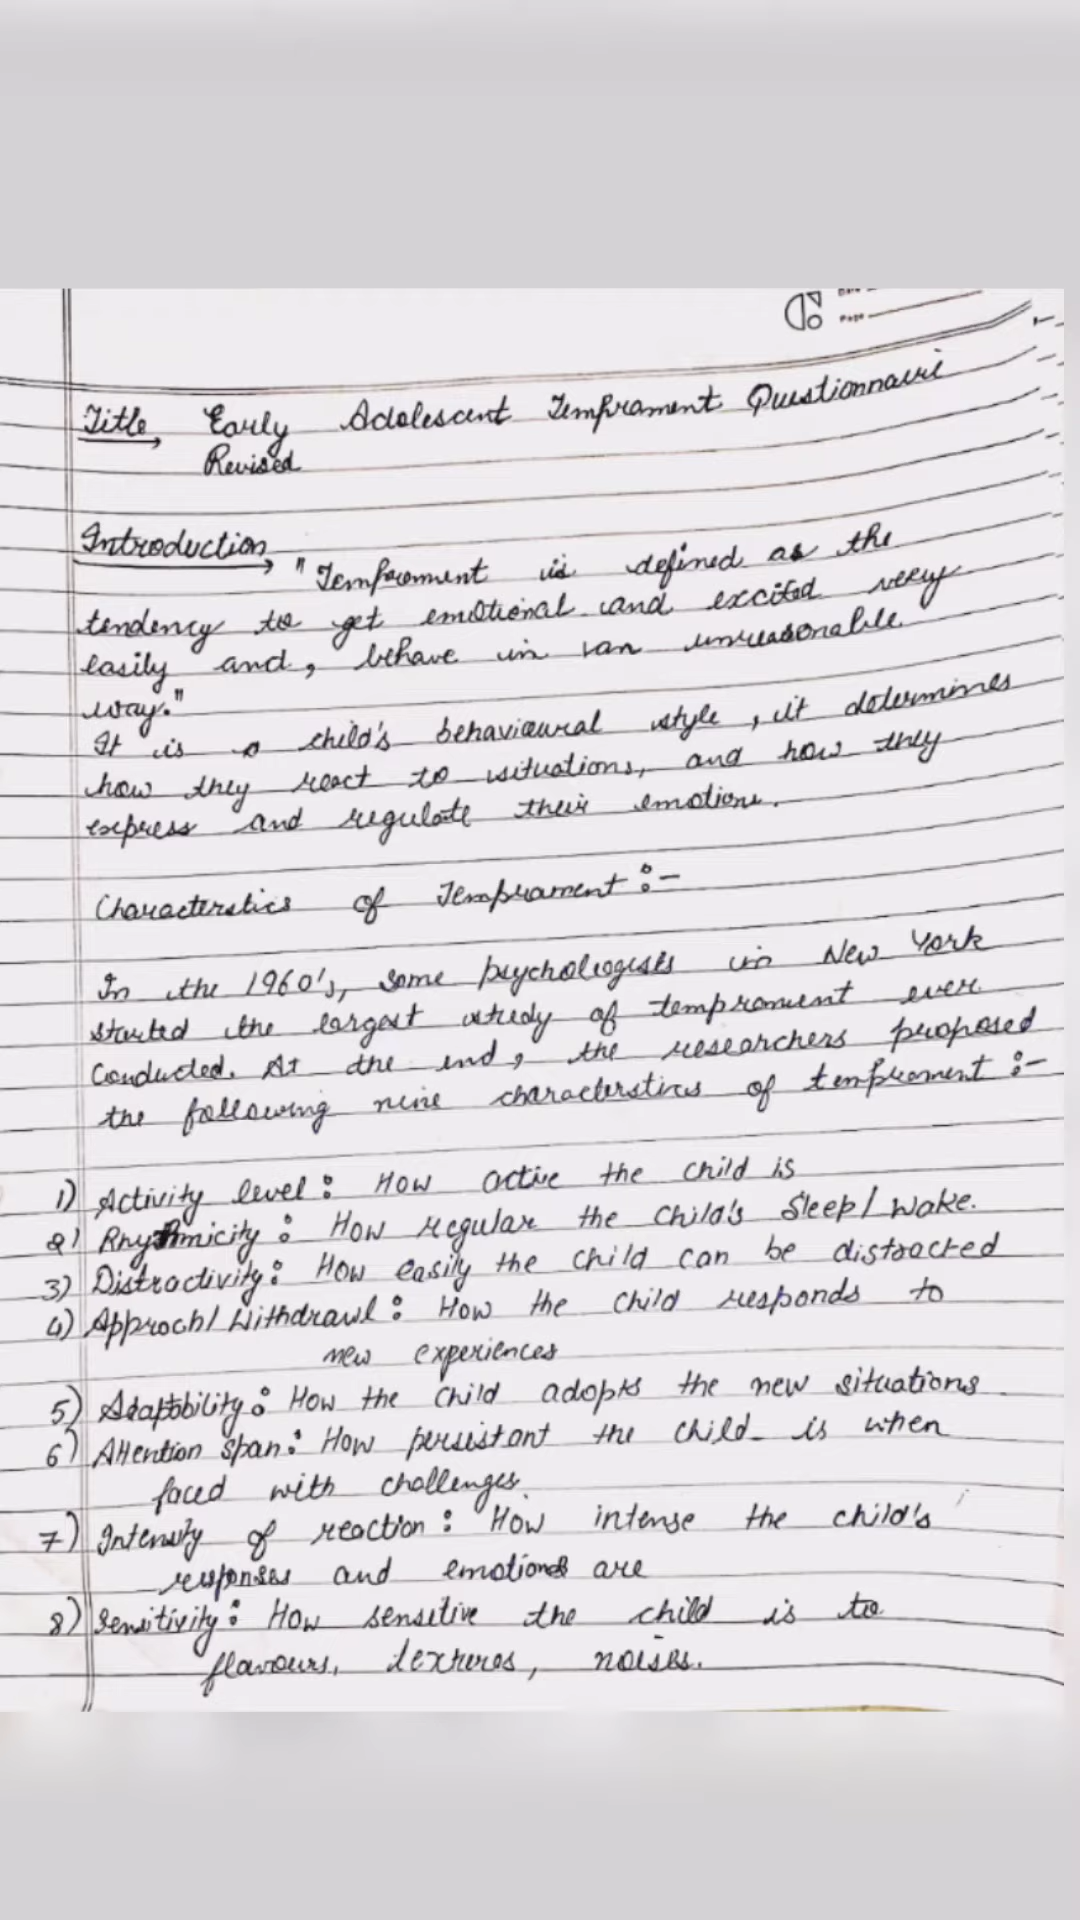 Date
Page
Title Early Adolescent Temprament Questionnaire
Revised
Introduction
"Temprament is defined as the
tendency to get emotional and excited very
easily and, behave in an unreasonable
way."
It is a child's behavioural style, it determines
how they react to situations, and how they
express and regulate their emotions.
Characterstics of Temprament :-
In the 1960's, some psychologists in New York
started the largest study of temprament ever
conducted. At the end, the researchers proposed
the following nine characterstics of temprament :-
1) Activity level : How active the child is
2) Rhythmicity : How regular the child's Sleep/wake.
3) Distractivity : How easily the child can be distracted
4) Approch/Withdrawl : How the child responds to
new experiences
5) Adaptability : How the child adopts the new situations
6) Attention span : How persistant the child is when
faced with challenges.
7) Intensity of reaction : How intense the child's
responses and emotions are
8) Sensitivity : How sensetive the child is to
flavours, textures, noises.